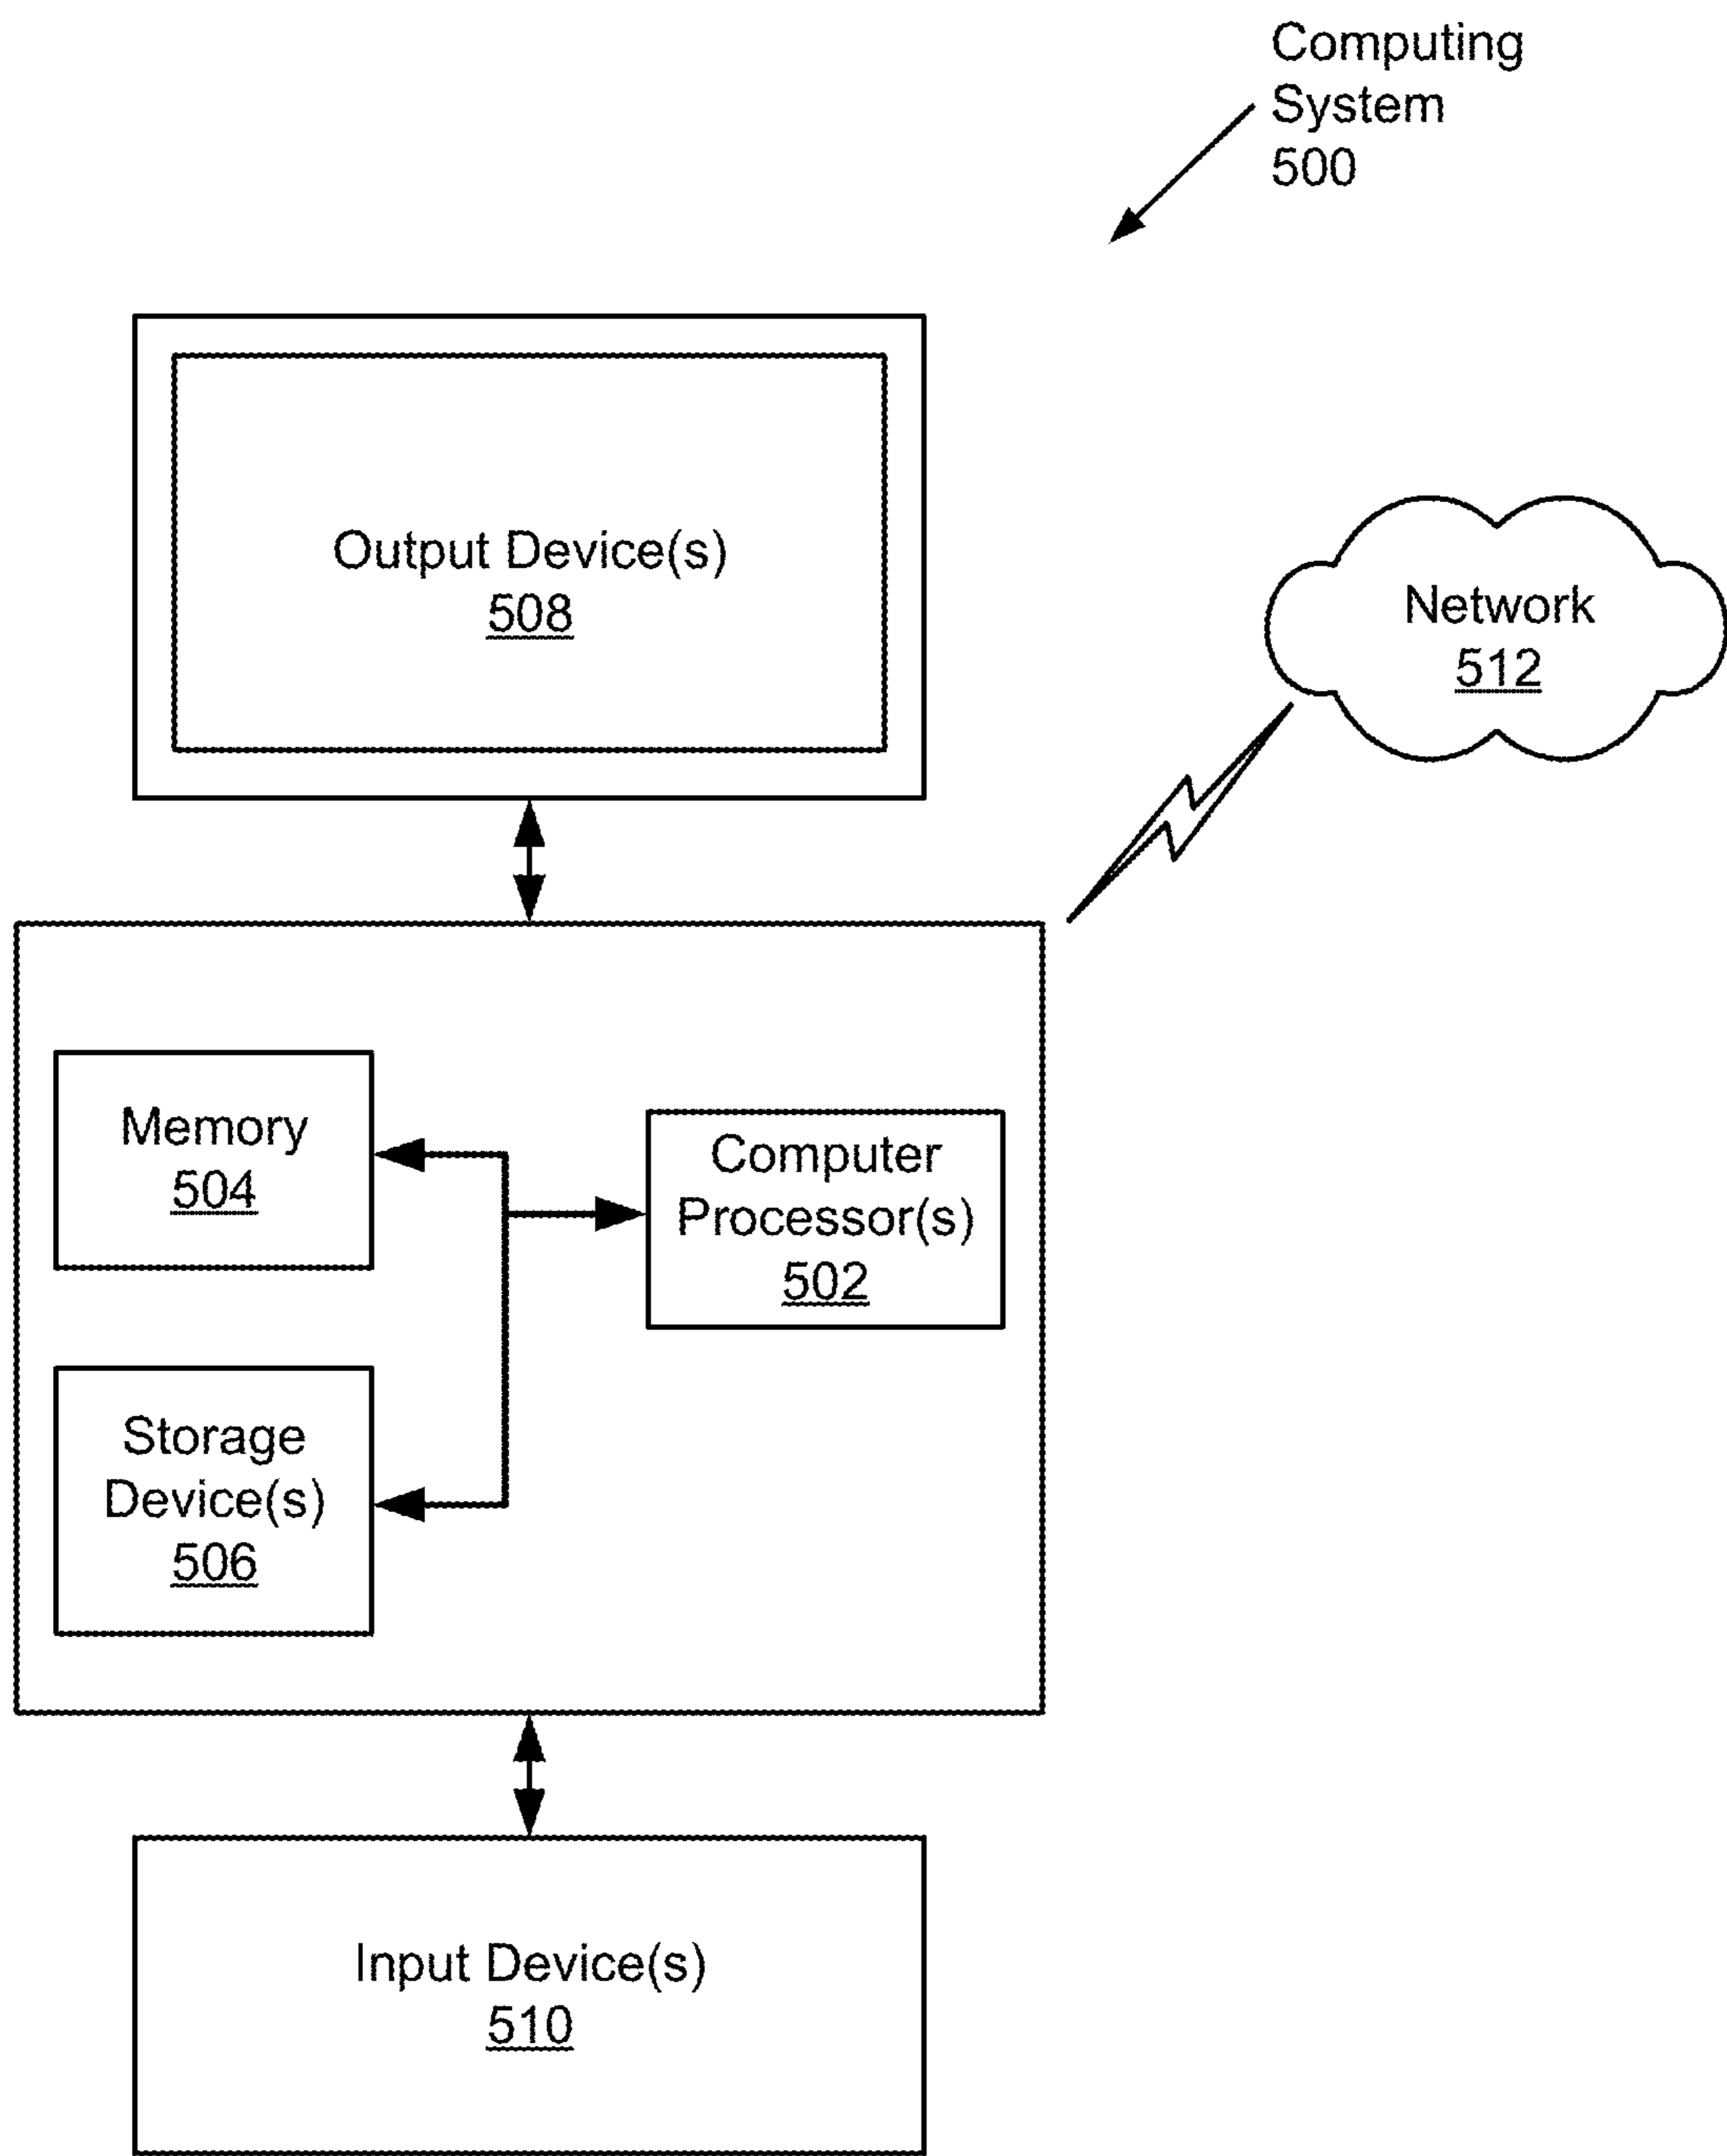 Computing
System
500
Output Device(s)
508
Network
512
Memory
504
Computer
Processor(s)
502
Storage
Device(s)
506
Input Device(s)
510